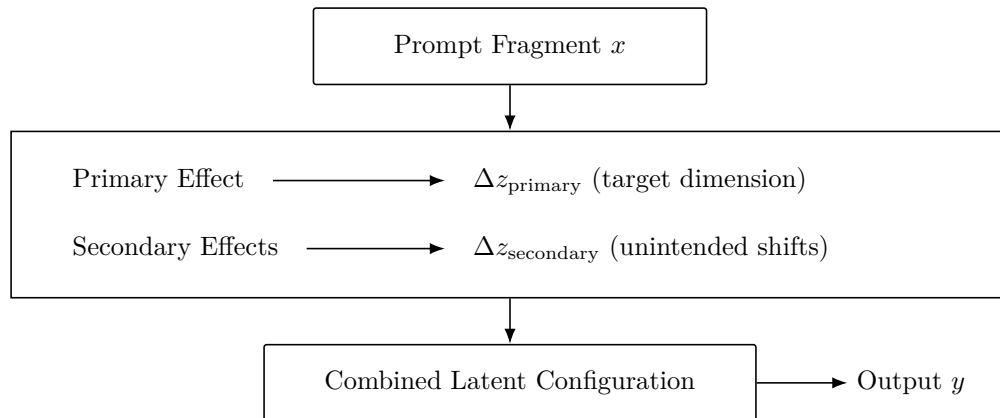 Prompt Fragment x
Primary Effect Δz_primary (target dimension)
Secondary Effects Δz_secondary (unintended shifts)
Combined Latent Configuration
Output y